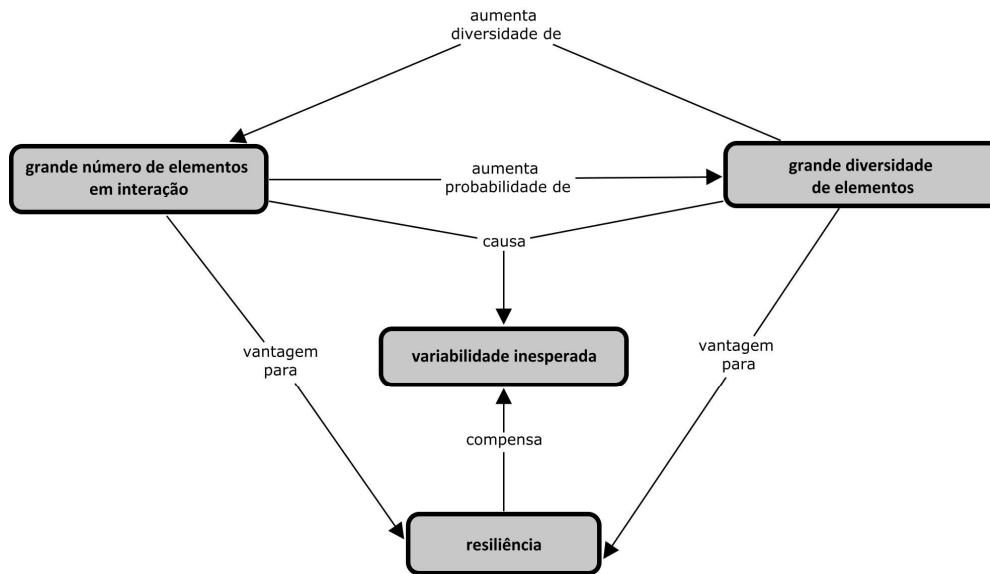 aumenta
diversidade de
grande número de elementos
em interação
aumenta
probabilidade de
grande diversidade
de elementos
causa
variabilidade inesperada
vantagem
para
vantagem
para
compensa
resiliência